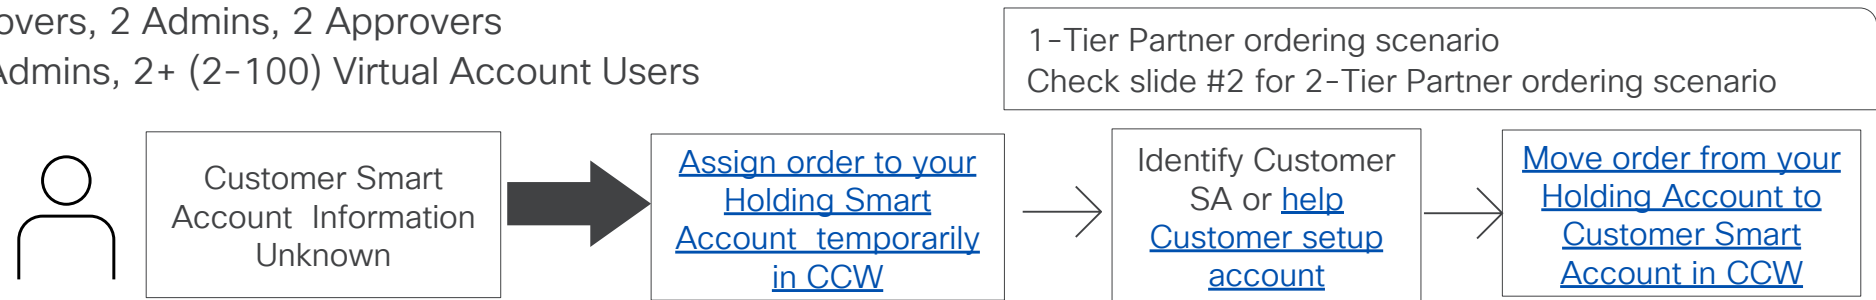 2 Admins, 2 Approvers
2+ (2-100) Virtual Account Users
1-Tier Partner ordering scenario
Check slide #2 for 2-Tier Partner ordering scenario
Customer Smart
Account Information
Unknown
Assign order to your
Holding Smart
Account temporarily
in CCW
Identify Customer
SA or help
Customer setup
account
Move order from your
Holding Account to
Customer Smart
Account in CCW